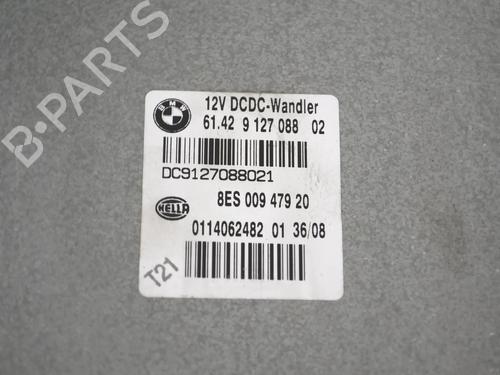 B-PARTS
BMW
12V DCDC-Wandler
61.42 9 127 088 02
DC9127088021
8ES 009 479 20
HELLA
0114062482 01 36/08
T21